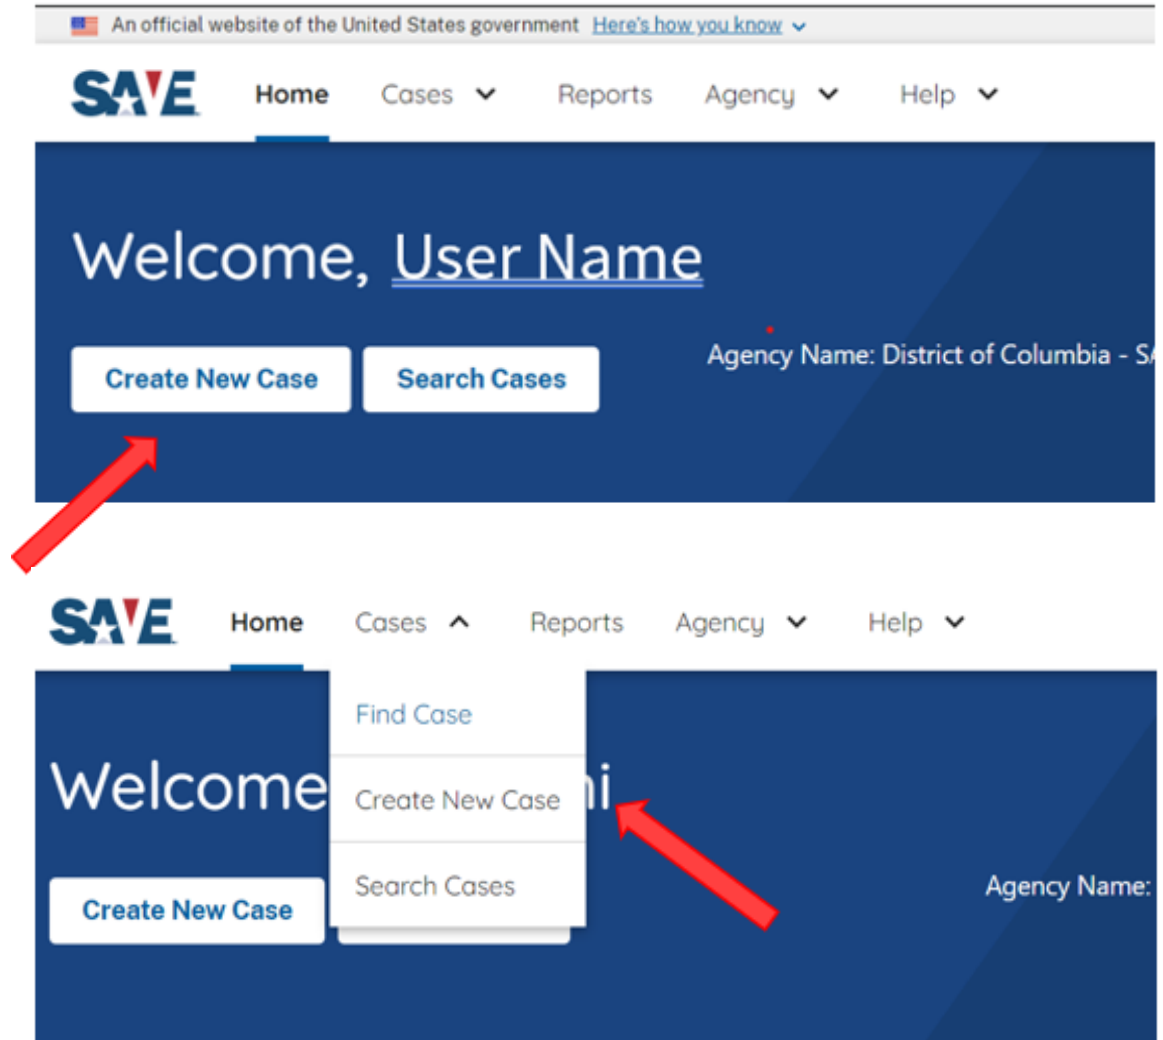 An official website of the United States government Here's how you know
SAVE Home Cases Reports Agency Help
Welcome, User Name
Agency Name: District of Columbia - SA
Create New Case Search Cases
SAVE Home Cases Reports Agency Help
Find Case
Welcome
Create New Case
Search Cases
Agency Name:
Create New Case